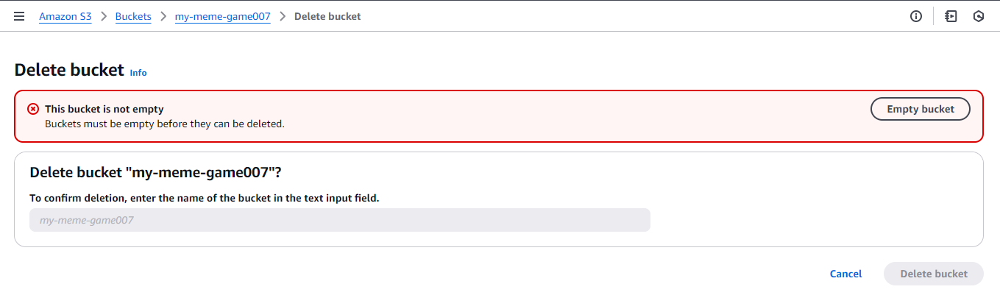 Amazon S3 > Buckets > my-meme-game007 > Delete bucket
Delete bucket Info
This bucket is not empty
Buckets must be empty before they can be deleted.
Empty bucket
Delete bucket "my-meme-game007"?
To confirm deletion, enter the name of the bucket in the text input field.
my-meme-game007
Cancel
Delete bucket